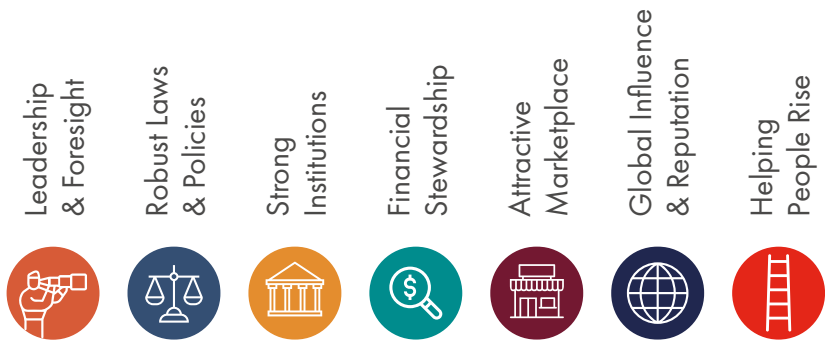 Leadership
& Foresight
Robust Laws
& Policies
Strong
Institutions
Financial
Stewardship
Attractive
Marketplace
Global Influence
& Reputation
Helping
People Rise
$